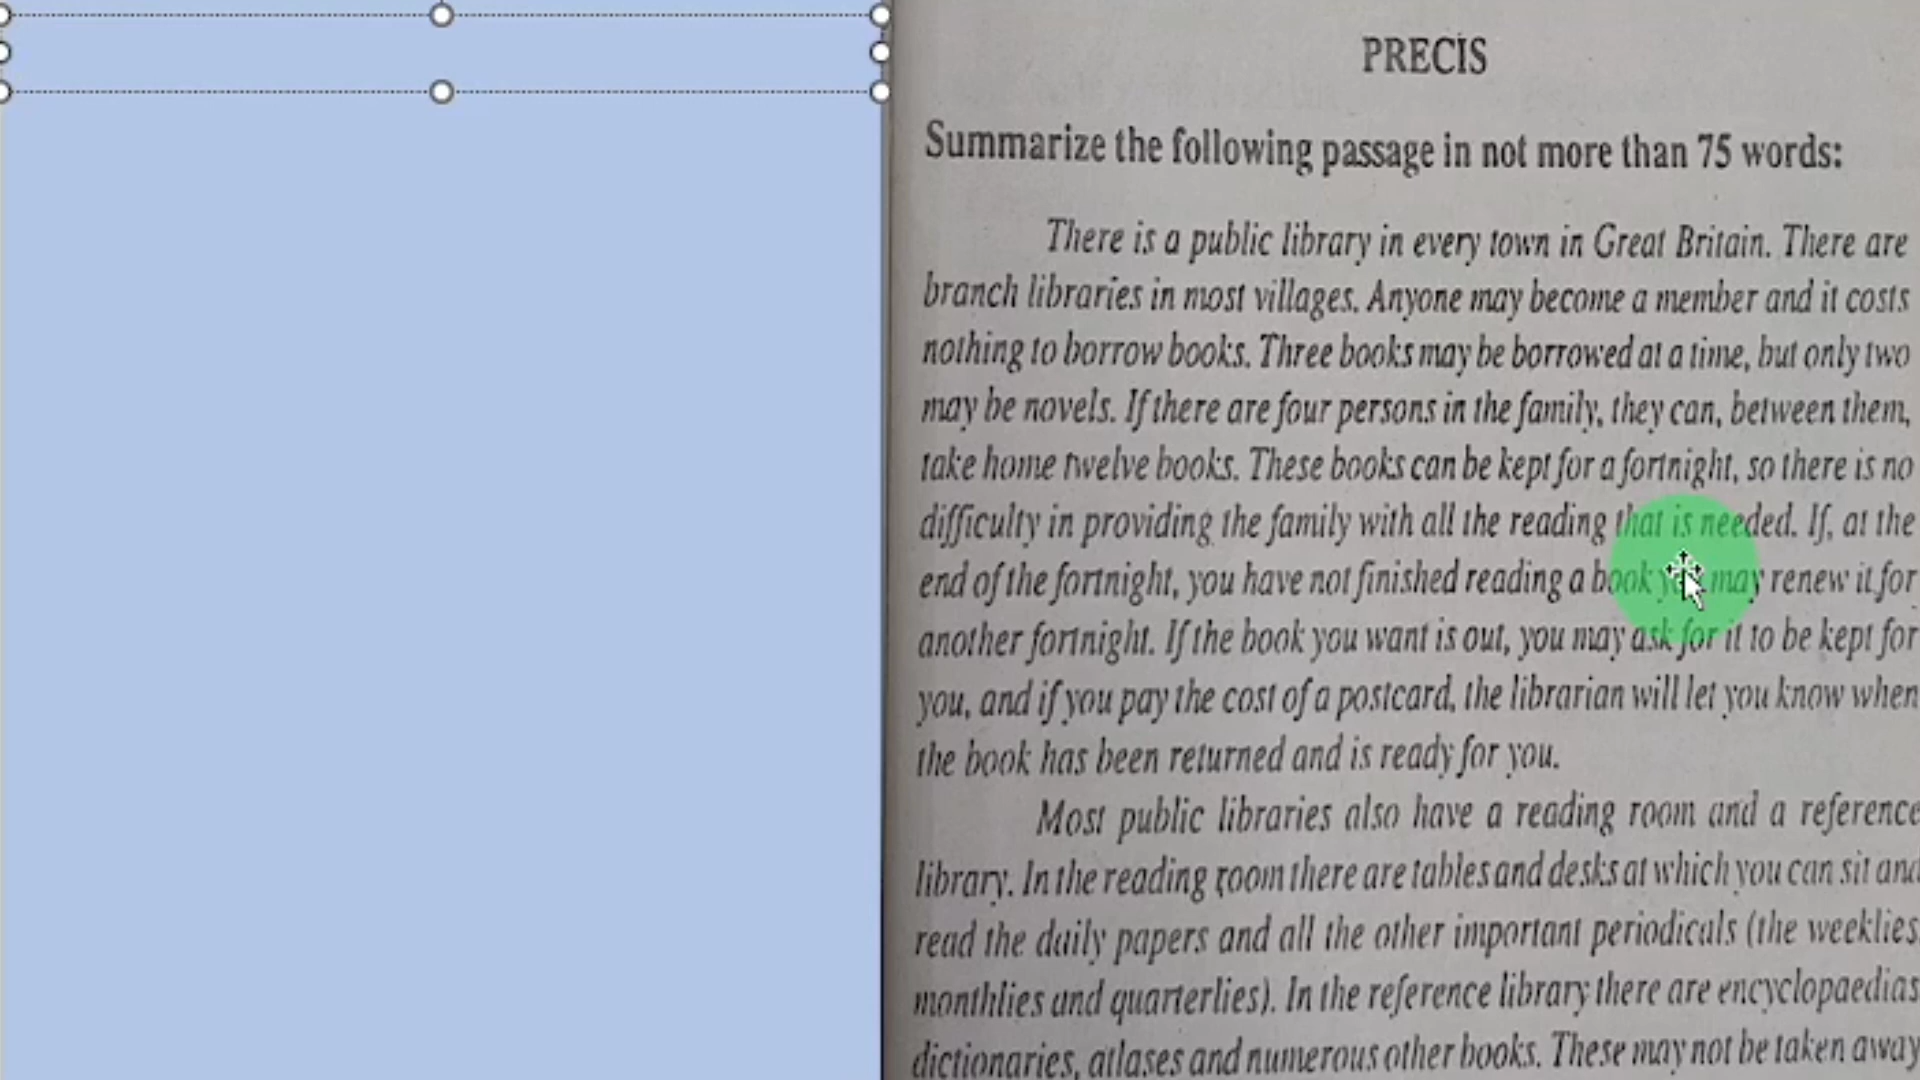 PRECIS
Summarize the following passage in not more than 75 words:
There is a public library in every town in Great Britain. There are
branch libraries in most villages. Anyone may become a member and it costs
nothing to borrow books. Three books may be borrowed at a time, but only two
may be novels. If there are four persons in the family, they can, between them,
take home twelve books. These books can be kept for a fortnight, so there is no
difficulty in providing the family with all the reading that is needed. If, at the
end of the fortnight, you have not finished reading a book you may renew it for
another fortnight. If the book you want is out, you may ask for it to be kept for
you, and if you pay the cost of a postcard, the librarian will let you know when
the book has been returned and is ready for you.
Most public libraries also have a reading room and a reference
library. In the reading room there are tables and desks at which you can sit and
read the daily papers and all the other important periodicals (the weeklies
monthlies and quarterlies). In the reference library there are encyclopaedias
dictionaries, atlases and numerous other books. These may not be taken away